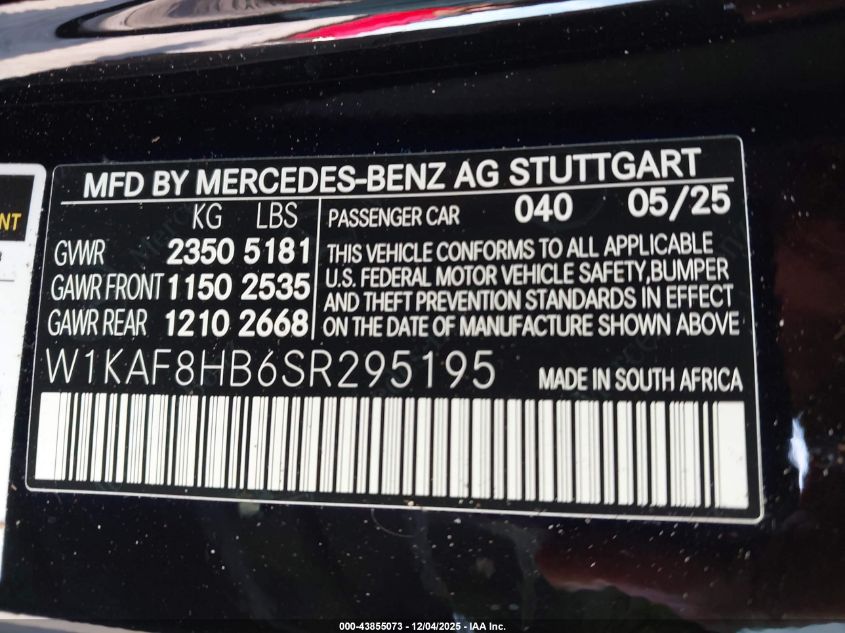 MFD BY MERCEDES-BENZ AG STUTTGART
KG LBS
GVWR 2350 5181
GAWR FRONT 1150 2535
GAWR REAR 1210 2668
PASSENGER CAR 040 05/25
THIS VEHICLE CONFORMS TO ALL APPLICABLE
U.S. FEDERAL MOTOR VEHICLE SAFETY,BUMPER
AND THEFT PREVENTION STANDARDS IN EFFECT
ON THE DATE OF MANUFACTURE SHOWN ABOVE.
W1KAF8HB6SR295195 MADE IN SOUTH AFRICA
000-43855073 - 12/04/2025 - IAA Inc.